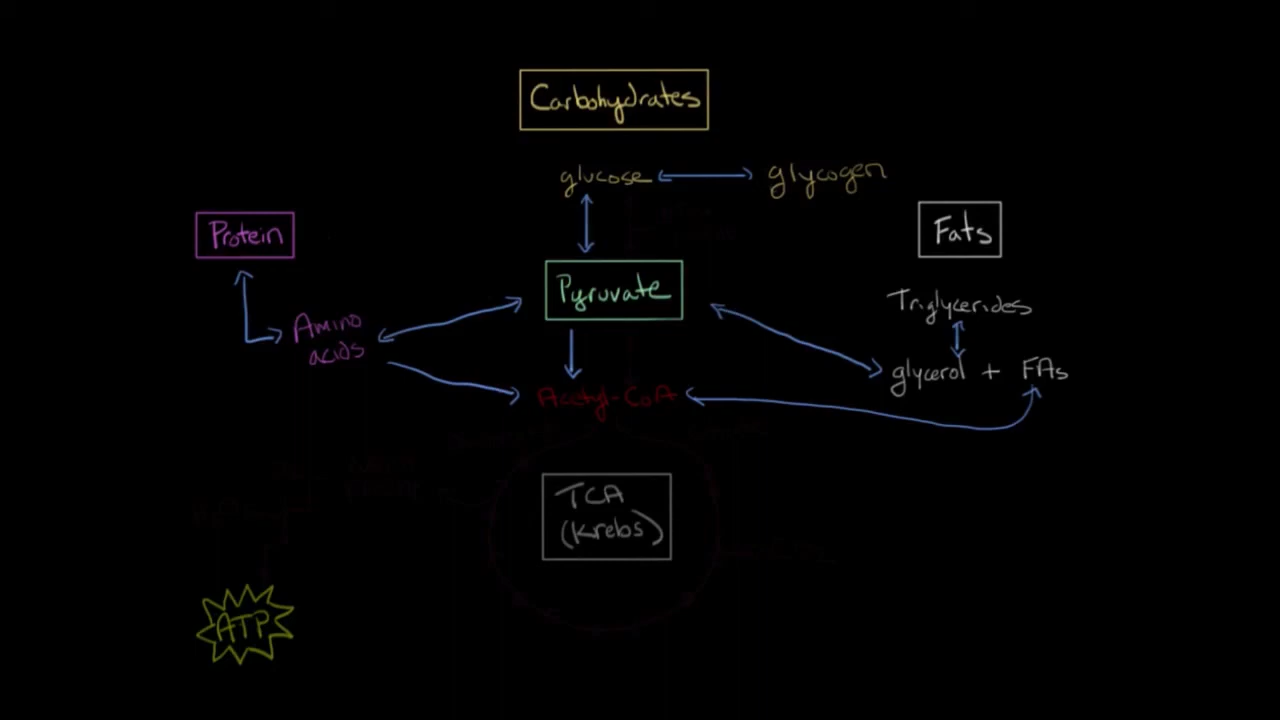 Carbohydrates
glucose
glycogen
Protein
Fats
Pyruvate
Triglycerides
Amino
acids
glycerol + FAs
Acetyl-CoA
TCA
(Krebs)
ATP